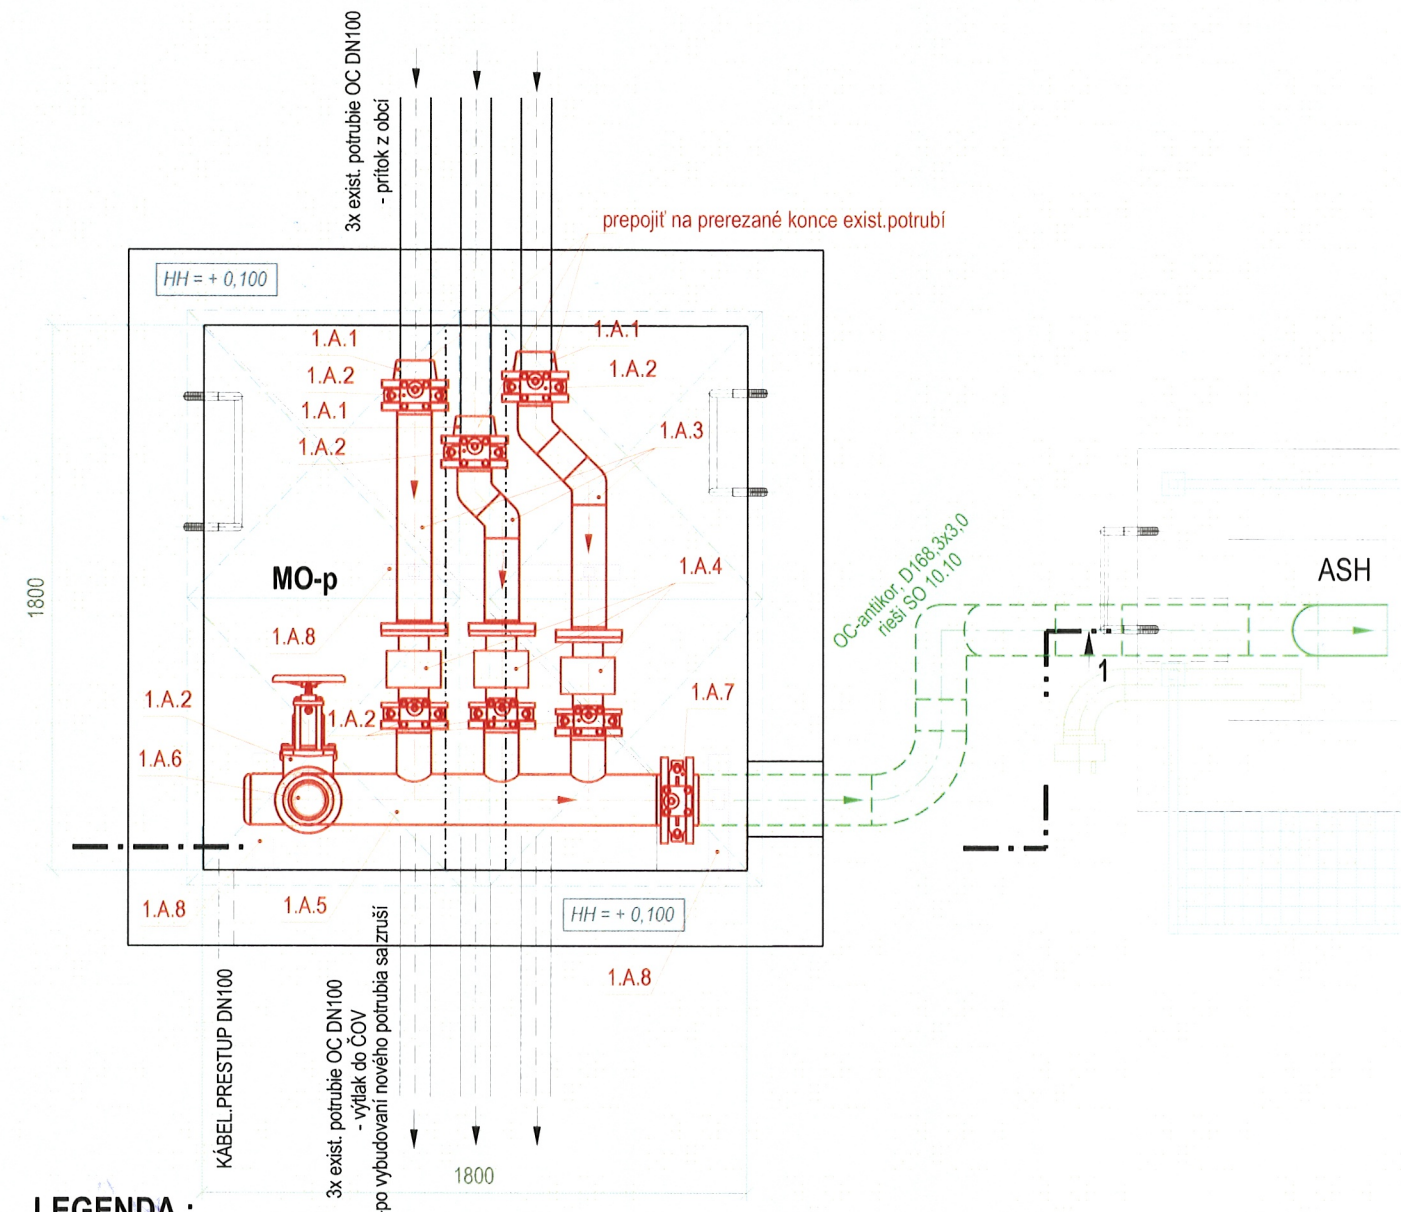 3x exist. potrubie OC DN100
- prítok z obcí
prepojiť na prerezané konce exist.potrubí
HH = + 0,100
1.A.1
1.A.1
1.A.2
1.A.2
1.A.1
1.A.2
1.A.3
MO-p
1.A.4
1800
1.A.8
OC-antikor, D168,3x3,0
rieši SO 10.10
ASH
1
1.A.2
1.A.2
1.A.7
1.A.6
1.A.8
1.A.5
HH = + 0,100
1.A.8
KÁBEL.PRESTUP DN100
3x exist. potrubie OC DN100
- výtlak do ČOV
po vybudovaní nového potrubia sa zruší
1800
LEGENDA :